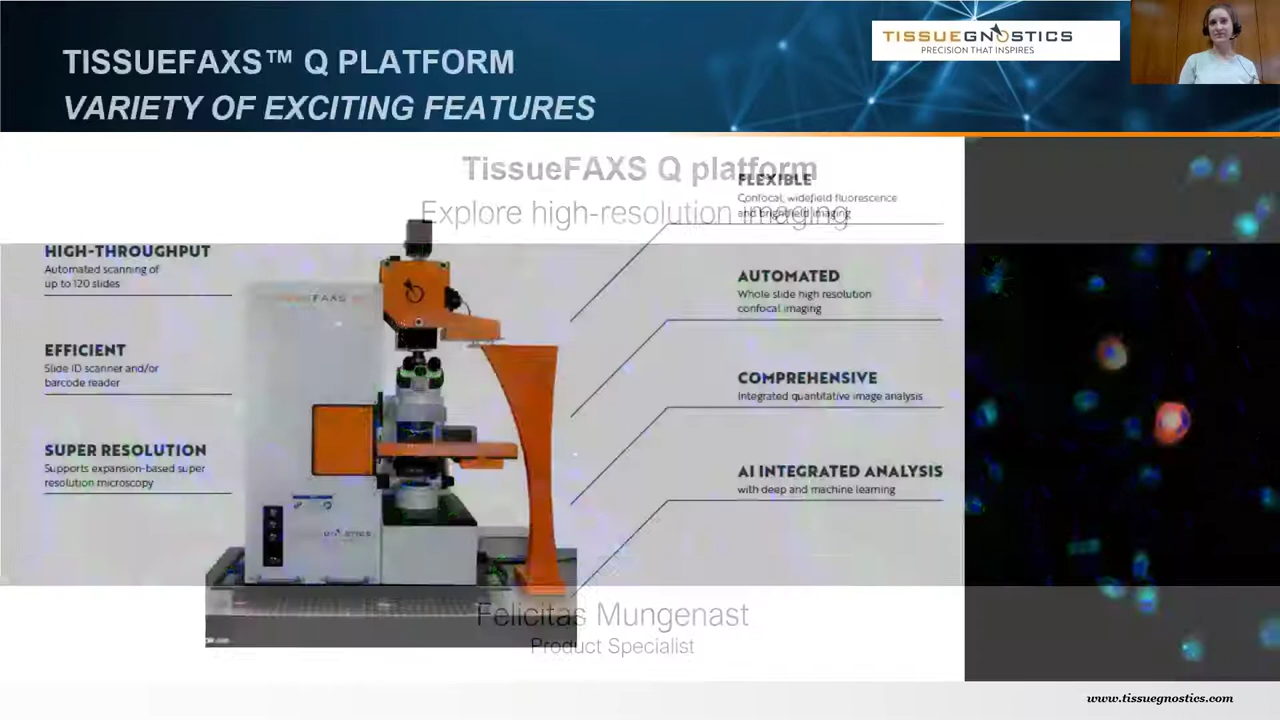 TISSUEFAXS™ Q PLATFORM
VARIETY OF EXCITING FEATURES
TISSUEGNOSTICS
PRECISION THAT INSPIRES
TissueFAXS Q platform
Explore high-resolution imaging
HIGH-THROUGHPUT
Automated scanning of
up to 120 slides
EFFICIENT
Slide ID scanner and/or
barcode reader
SUPER RESOLUTION
Supports expansion-based super
resolution microscopy
FLEXIBLE
Confocal, widefield fluorescence
and brightfield imaging
AUTOMATED
Whole slide high resolution
confocal imaging
COMPREHENSIVE
Integrated quantitative image analysis
AI INTEGRATED ANALYSIS
with deep and machine learning
Felicitas Mungenast
Product Specialist
www.tissuegnostics.com